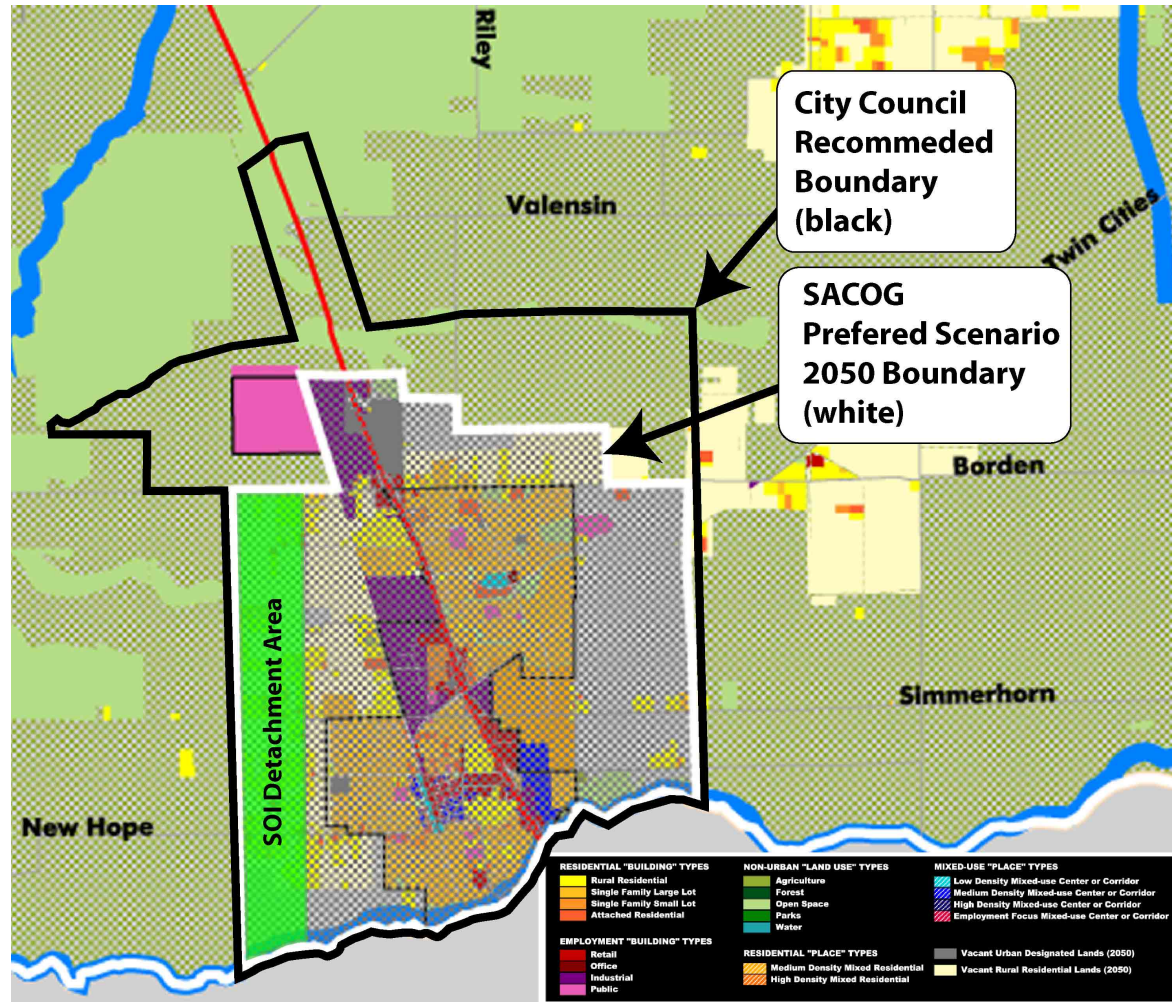 Riley
City Council
Recommeded
Boundary
(black)
Valensin
Twin Cities
SACOG
Prefered Scenario
2050 Boundary
(white)
Borden
SOI Detachment Area
Simmerhorn
New Hope
RESIDENTIAL "BUILDING" TYPES
Rural Residential
Single Family Large Lot
Single Family Small Lot
Attached Residential
EMPLOYMENT "BUILDING" TYPES
Retail
Office
Industrial
Public
NON-URBAN "LAND USE" TYPES
Agriculture
Forest
Open Space
Parks
Water
RESIDENTIAL "PLACE" TYPES
Medium Density Mixed Residential
High Density Mixed Residential
MIXED-USE "PLACE" TYPES
Low Density Mixed-use Center or Corridor
Medium Density Mixed-use Center or Corridor
High Density Mixed-use Center or Corridor
Employment Focus Mixed-use Center or Corridor
Vacant Urban Designated Lands (2050)
Vacant Rural Residential Lands (2050)